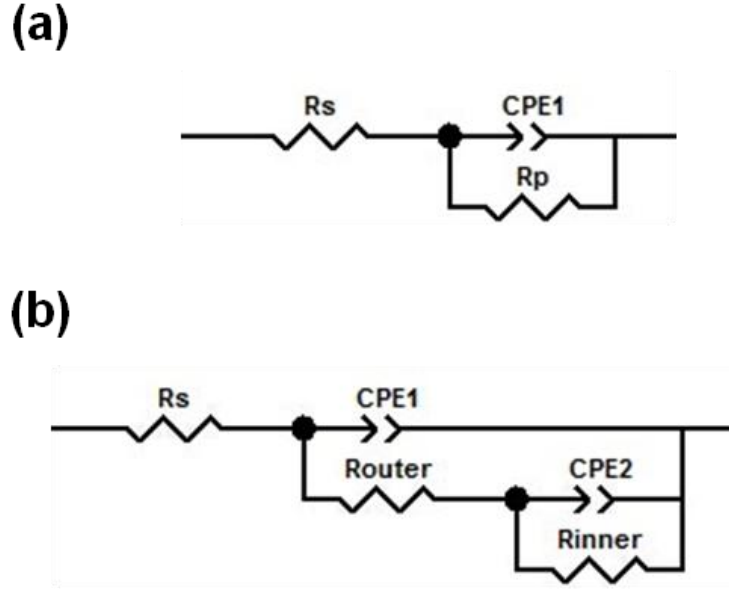 (a)
Rs
CPE1
Rp
(b)
Rs
CPE1
Router
CPE2
Rinner